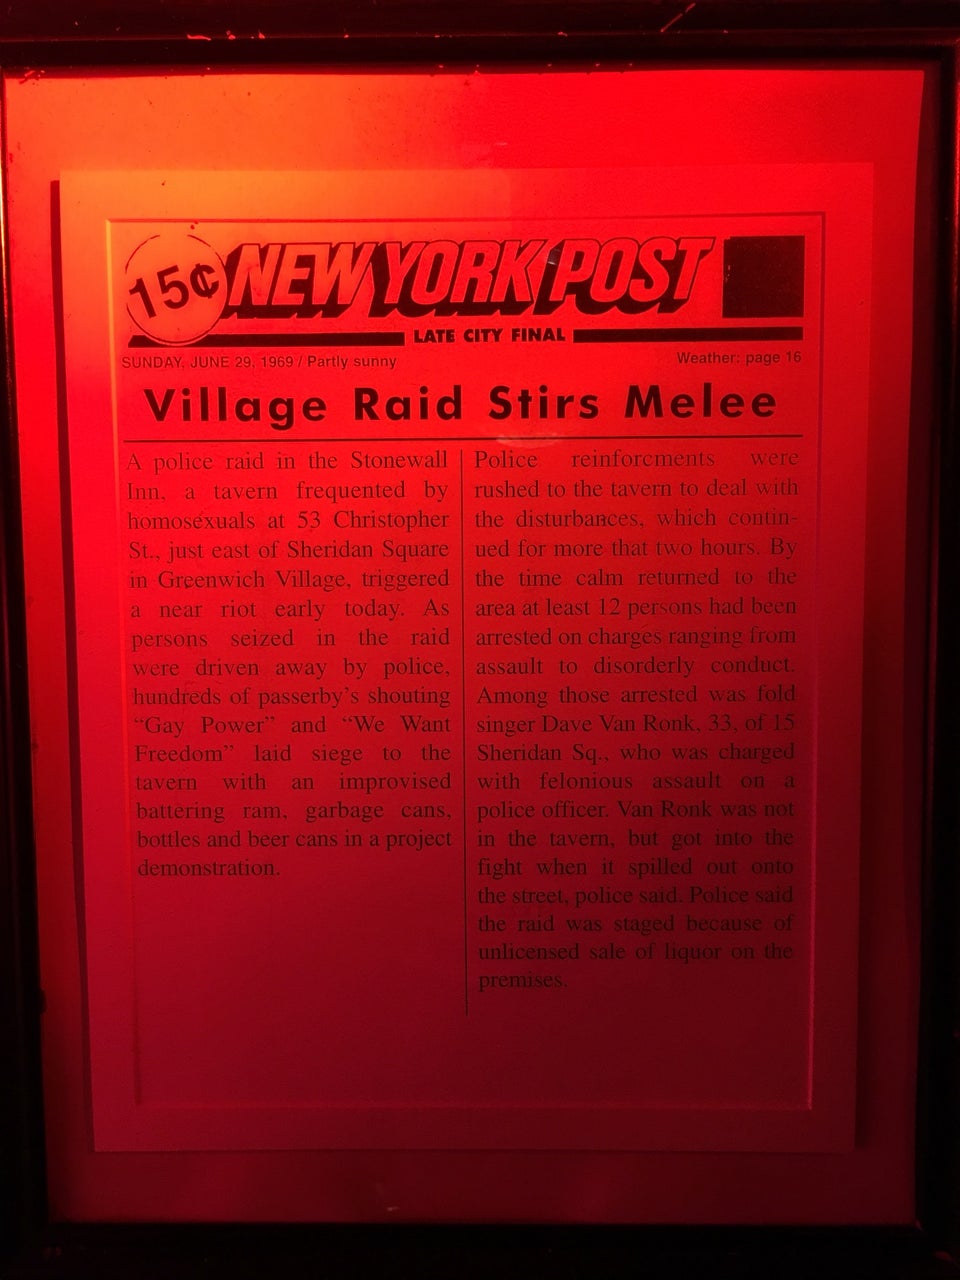 15¢ NEW YORK POST
LATE CITY FINAL
SUNDAY, JUNE 29, 1969 / Partly sunny
Weather: page 16
Village Raid Stirs Melee
A police raid in the Stonewall
Inn, a tavern frequented by
homosexuals at 53 Christopher
St., just east of Sheridan Square
in Greenwich Village, triggered
a near riot early today. As
persons seized in the raid
were driven away by police,
hundreds of passerby's shouting
“Gay Power” and “We Want
Freedom” laid siege to the
tavern with an improvised
battering ram, garbage cans,
bottles and beer cans in a project
demonstration.
Police reinforcments were
rushed to the tavern to deal with
the disturbances, which contin-
ued for more that two hours. By
the time calm returned to the
area at least 12 persons had been
arrested on charges ranging from
assault to disorderly conduct.
Among those arrested was fold
singer Dave Van Ronk, 33, of 15
Sheridan Sq., who was charged
with felonious assault on a
police officer. Van Ronk was not
in the tavern, but got into the
fight when it spilled out onto
the street, police said. Police said
the raid was staged because of
unlicensed sale of liquor on the
premises.